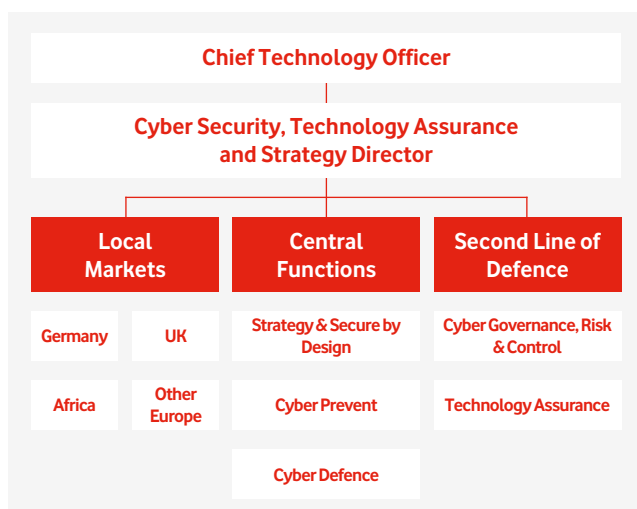 Chief Technology Officer
Cyber Security, Technology Assurance
and Strategy Director
Local
Markets
Central
Functions
Second Line of
Defence
Germany
UK
Strategy & Secure by
Design
Cyber Governance, Risk
& Control
Africa
Other
Europe
Cyber Prevent
Technology Assurance
Cyber Defence